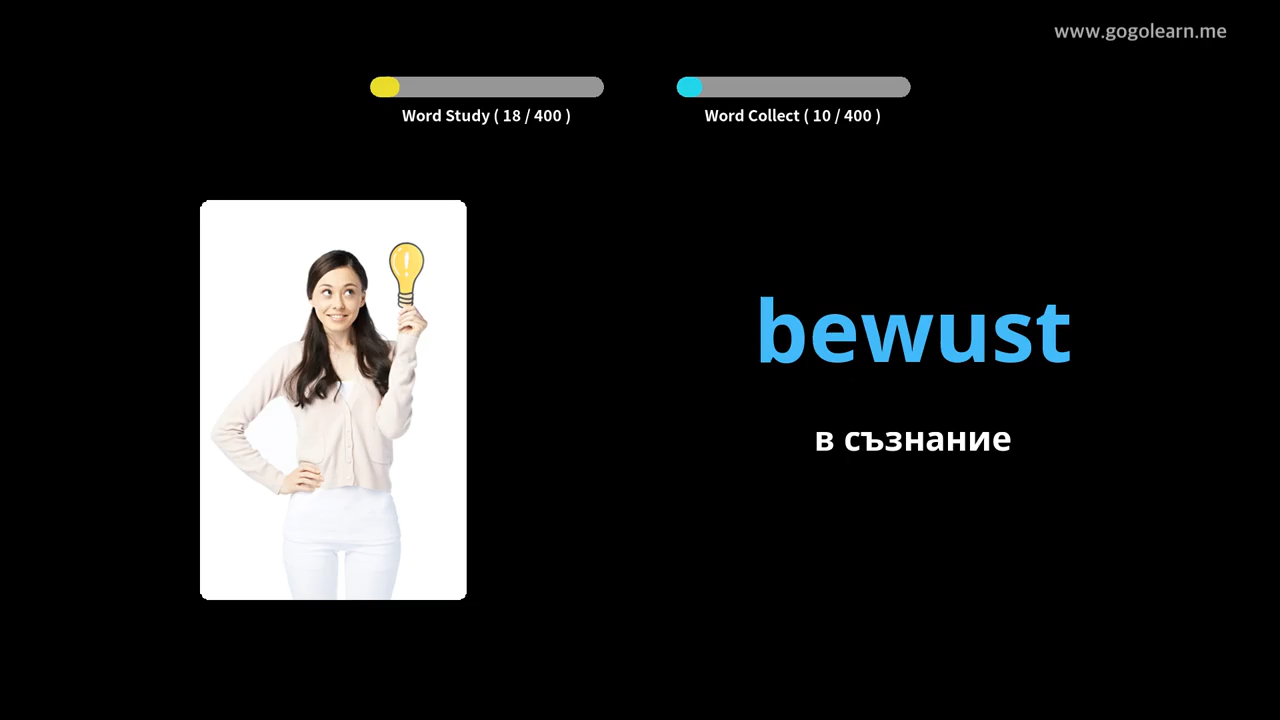 www.gogolearn.me
Word Study ( 18 / 400 )
Word Collect ( 10 / 400 )
bewust
в съзнание